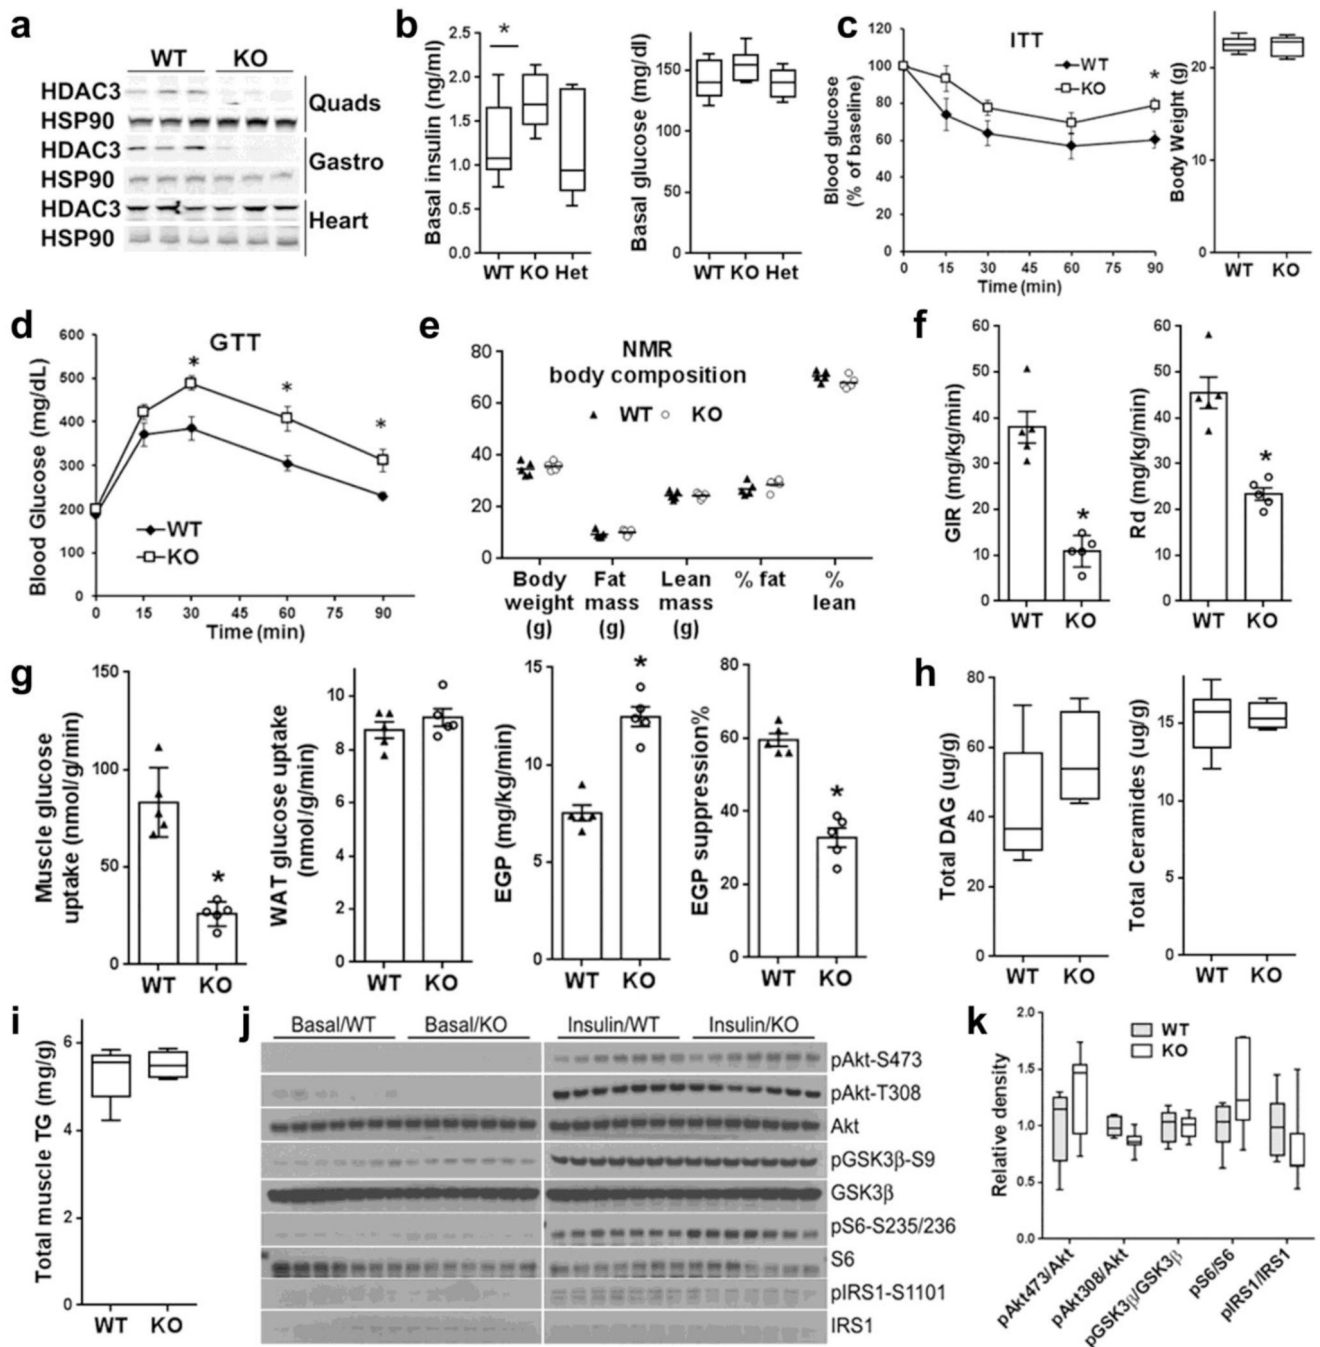 a
WT KO
HDAC3
HSP90
Quads
HDAC3
HSP90
Gastro
HDAC3
HSP90
Heart
b
Basal insulin (ng/ml)
2.5
2.0
1.5
1.0
0.5
0.0
*
WT KO Het
Basal glucose (mg/dl)
150
100
50
0
WT KO Het
c
ITT
Blood glucose
(% of baseline)
120
100
80
60
40
20
0
WT
KO
*
0 15 30 45 60 75 90
Time (min)
Body Weight (g)
20
10
0
WT KO
d
GTT
Blood Glucose (mg/dL)
600
500
400
300
200
100
0
* * *
WT
KO
0 15 30 45 60 75 90
Time (min)
e
NMR
body composition
WT KO
80
60
40
20
0
Body
weight
(g)
Fat
mass
(g)
Lean
mass
(g)
% fat
%
lean
f
GIR (mg/kg/min)
60
50
40
30
20
10
0
*
WT KO
Rd (mg/kg/min)
60
50
40
30
20
10
0
*
WT KO
g
Muscle glucose
uptake (nmol/g/min)
150
100
50
0
*
WT KO
WAT glucose uptake
(nmol/g/min)
10
8
6
4
2
0
WT KO
EGP (mg/kg/min)
15
10
5
0
*
WT KO
EGP suppression%
80
60
40
20
0
*
WT KO
h
Total DAG (ug/g)
80
60
40
20
0
WT KO
Total Ceramides (ug/g)
15
10
5
0
WT KO
i
Total muscle TG (mg/g)
6
4
2
0
WT KO
j
Basal/WT Basal/KO Insulin/WT Insulin/KO
pAkt-S473
pAkt-T308
Akt
pGSK3β-S9
GSK3β
pS6-S235/236
S6
pIRS1-S1101
IRS1
k
Relative density
2.0
1.5
1.0
0.5
0.0
WT
KO
pAkt473/Akt
pAkt308/Akt
pGSK3β/GSK3β
pS6/S6
pIRS1/IRS1